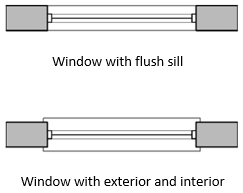 Window with flush sill
Window with exterior and interior